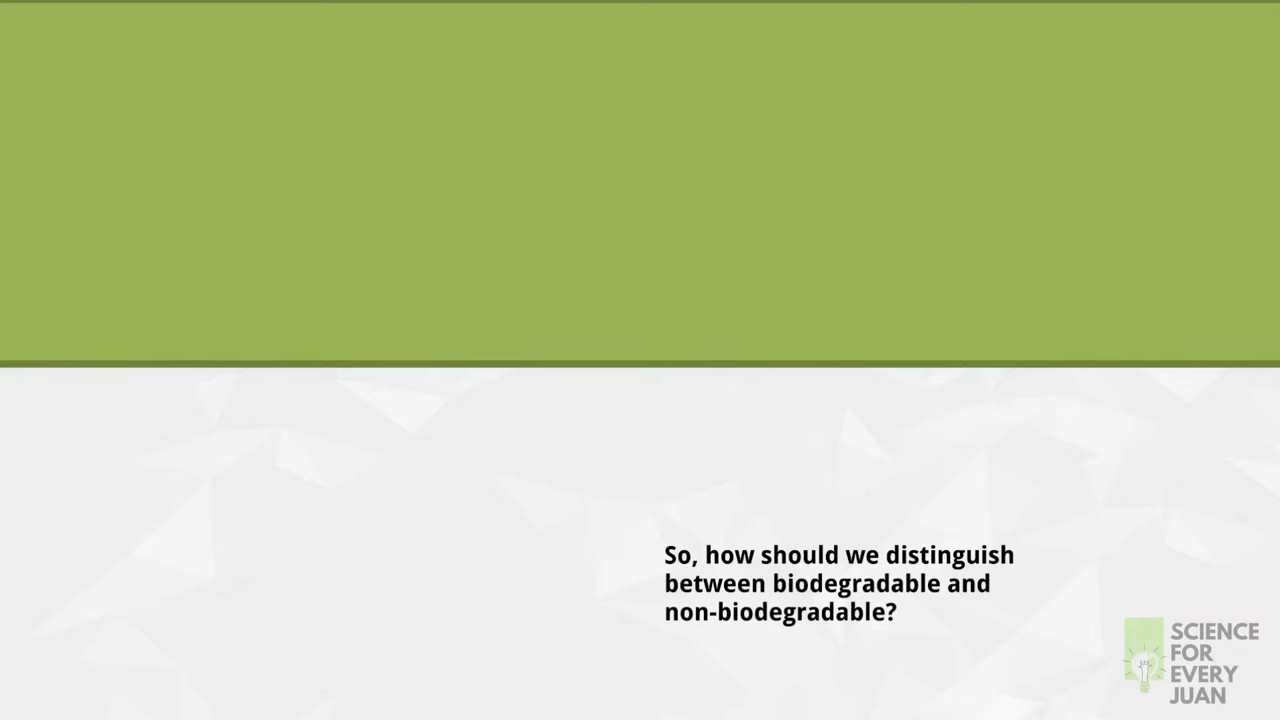 So, how should we distinguish
between biodegradable and
non-biodegradable?
SCIENCE
FOR
EVERY
JUAN